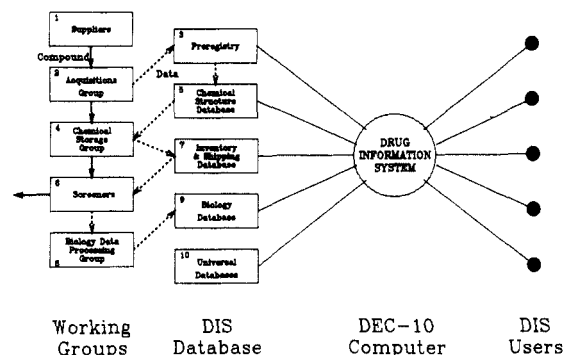 1
Suppliers
Compound
2
Acquisitions
Group
4
Chemical
Storage
Group
6
Screeners
Biology Data
Processing
Group
8
3
Preregistry
Data
5
Chemical
Structure
Database
7
Inventory
& Shipping
Database
9
Biology
Database
10
Universal
Databases
DRUG
INFORMATION
SYSTEM
Working
Groups
DIS
Database
DEC-10
Computer
DIS
Users